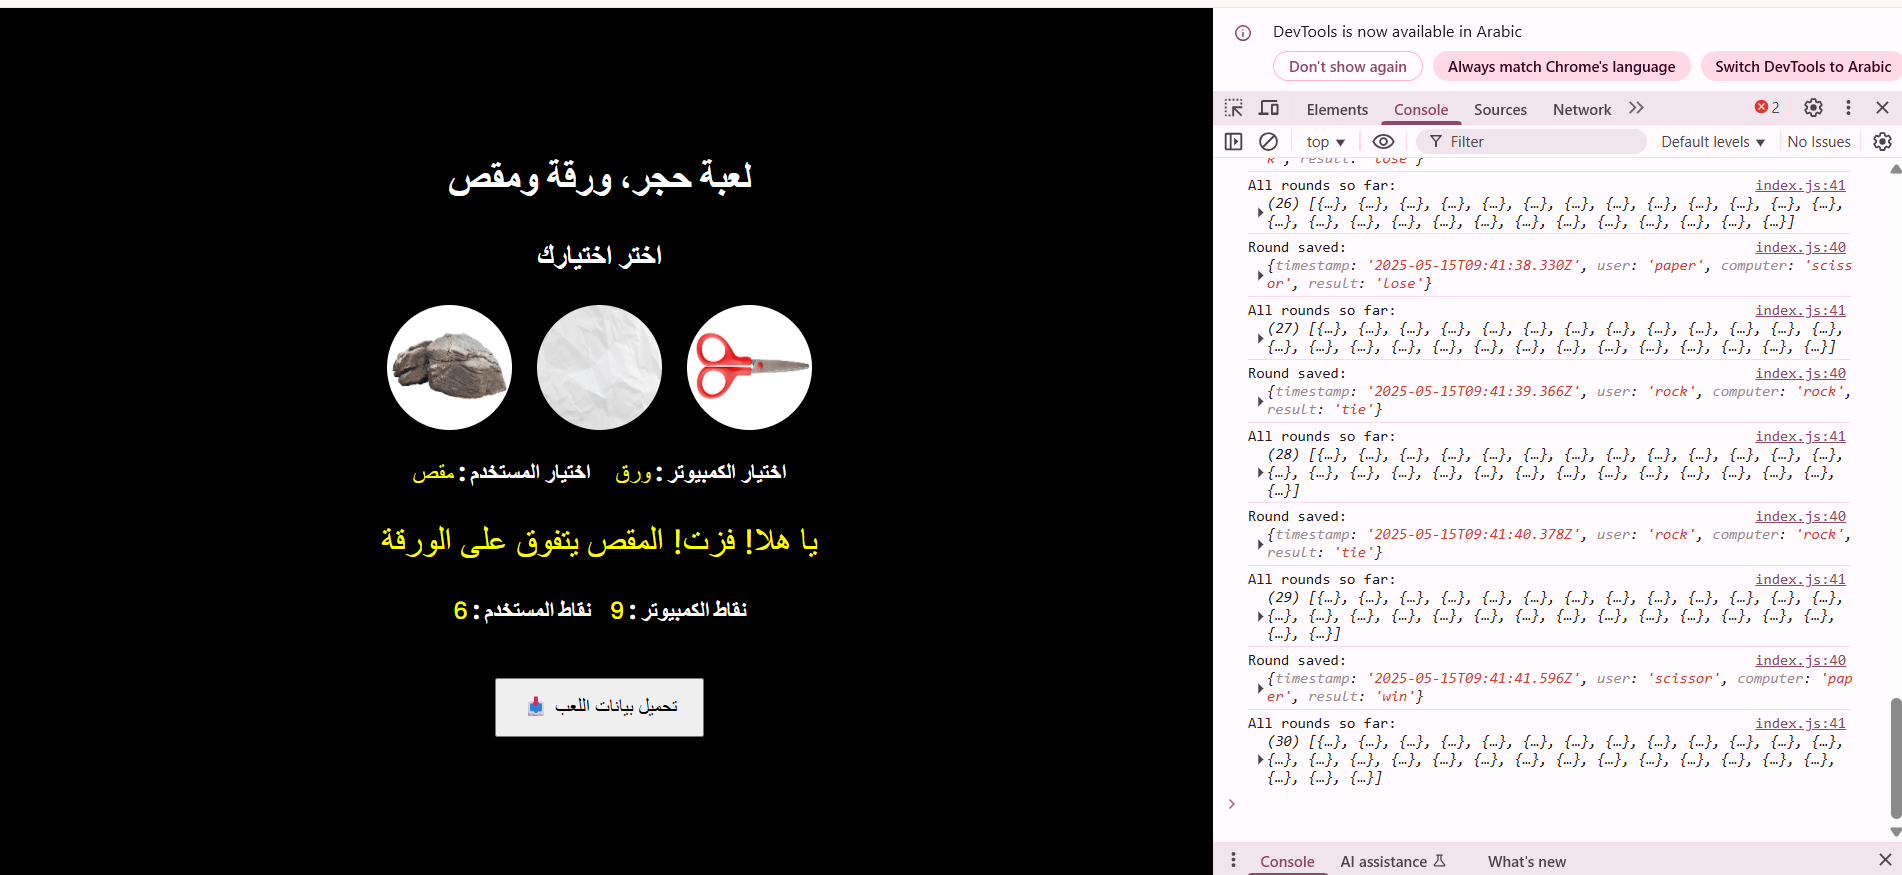 لعبة حجر، ورقة ومقص
اختر اختيارك
اختيار الكمبيوتر : ورق اختيار المستخدم : مقص
يا هلا! فزت! المقص يتفوق على الورقة
نقاط الكمبيوتر : 9 نقاط المستخدم : 6
تحميل بيانات اللعب
DevTools is now available in Arabic
Don't show again Always match Chrome's language Switch DevTools to Arabic
Elements Console Sources Network 2
top Filter Default levels No Issues
r', result: 'lose'}
All rounds so far: index.js:41
(26) [{…}, {…}, {…}, {…}, {…}, {…}, {…}, {…}, {…}, {…}, {…}, {…}, {…},
{…}, {…}, {…}, {…}, {…}, {…}, {…}, {…}, {…}, {…}, {…}, {…}, {…}]
Round saved: index.js:40
{timestamp: '2025-05-15T09:41:38.330Z', user: 'paper', computer: 'sciss
or', result: 'lose'}
All rounds so far: index.js:41
(27) [{…}, {…}, {…}, {…}, {…}, {…}, {…}, {…}, {…}, {…}, {…}, {…}, {…},
{…}, {…}, {…}, {…}, {…}, {…}, {…}, {…}, {…}, {…}, {…}, {…}, {…}, {…}]
Round saved: index.js:40
{timestamp: '2025-05-15T09:41:39.366Z', user: 'rock', computer: 'rock',
result: 'tie'}
All rounds so far: index.js:41
(28) [{…}, {…}, {…}, {…}, {…}, {…}, {…}, {…}, {…}, {…}, {…}, {…}, {…},
{…}, {…}, {…}, {…}, {…}, {…}, {…}, {…}, {…}, {…}, {…}, {…}, {…}, {…},
{…}]
Round saved: index.js:40
{timestamp: '2025-05-15T09:41:40.378Z', user: 'rock', computer: 'rock',
result: 'tie'}
All rounds so far: index.js:41
(29) [{…}, {…}, {…}, {…}, {…}, {…}, {…}, {…}, {…}, {…}, {…}, {…}, {…},
{…}, {…}, {…}, {…}, {…}, {…}, {…}, {…}, {…}, {…}, {…}, {…}, {…}, {…},
{…}, {…}]
Round saved: index.js:40
{timestamp: '2025-05-15T09:41:41.596Z', user: 'scissor', computer: 'pap
er', result: 'win'}
All rounds so far: index.js:41
(30) [{…}, {…}, {…}, {…}, {…}, {…}, {…}, {…}, {…}, {…}, {…}, {…}, {…},
{…}, {…}, {…}, {…}, {…}, {…}, {…}, {…}, {…}, {…}, {…}, {…}, {…}, {…},
{…}, {…}, {…}]
Console AI assistance What's new